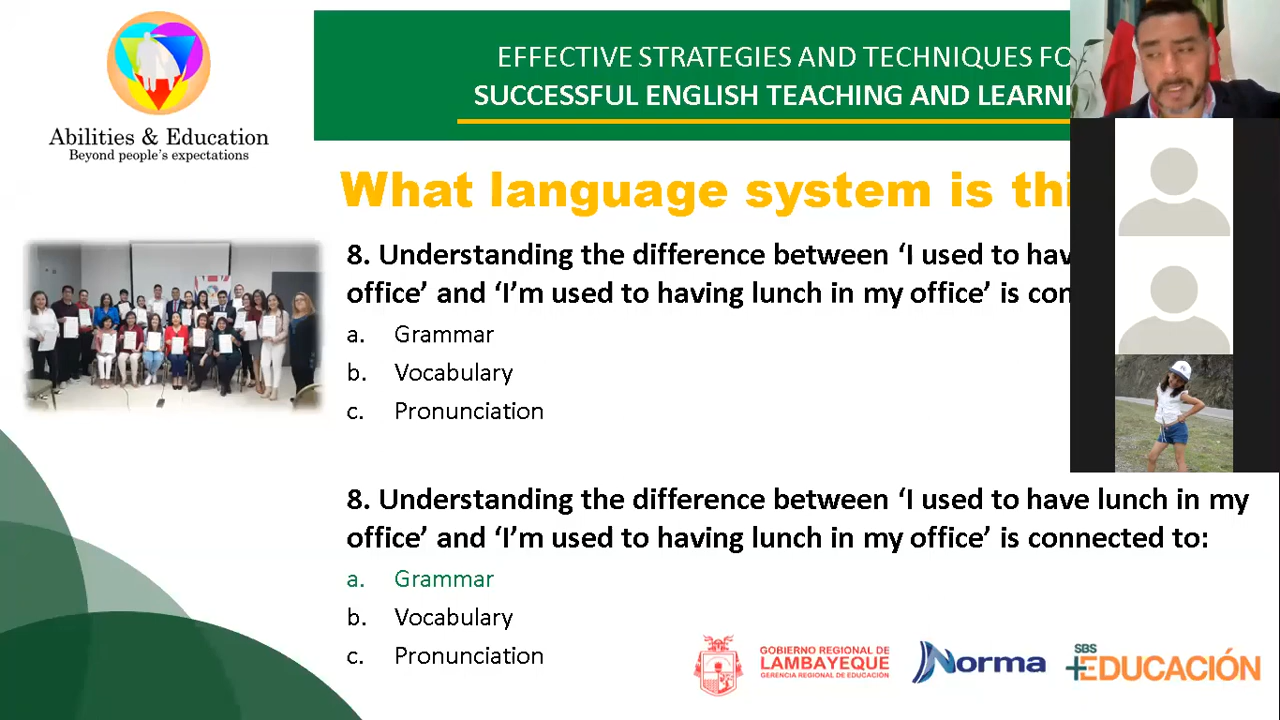 Abilities & Education
Beyond people's expectations
EFFECTIVE STRATEGIES AND TECHNIQUES FO
SUCCESSFUL ENGLISH TEACHING AND LEARNI
What language system is thi
8. Understanding the difference between ‘I used to hav
office’ and ‘I’m used to having lunch in my office’ is con
a. Grammar
b. Vocabulary
c. Pronunciation
8. Understanding the difference between ‘I used to have lunch in my
office’ and ‘I’m used to having lunch in my office’ is connected to:
a. Grammar
b. Vocabulary
c. Pronunciation
GOBIERNO REGIONAL DE
LAMBAYEQUE
GERENCIA REGIONAL DE EDUCACIÓN
Norma
SBS
EDUCACIÓN